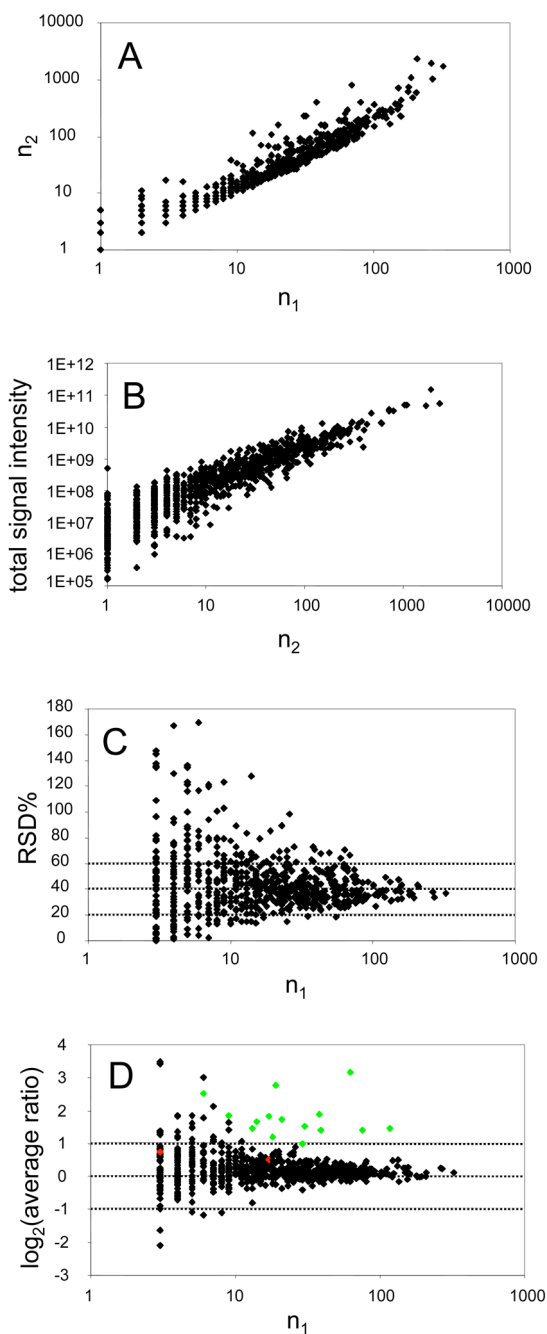 A
10000
1000
100
10
1
n2
1 10 100 1000
n1
B
1E+12
1E+11
1E+10
1E+09
1E+08
1E+07
1E+06
1E+05
total signal intensity
1 10 100 1000 10000
n2
C
180
160
140
120
100
80
60
40
20
0
RSD%
1 10 100 1000
n1
D
4
3
2
1
0
-1
-2
-3
log2(average ratio)
1 10 100 1000
n1